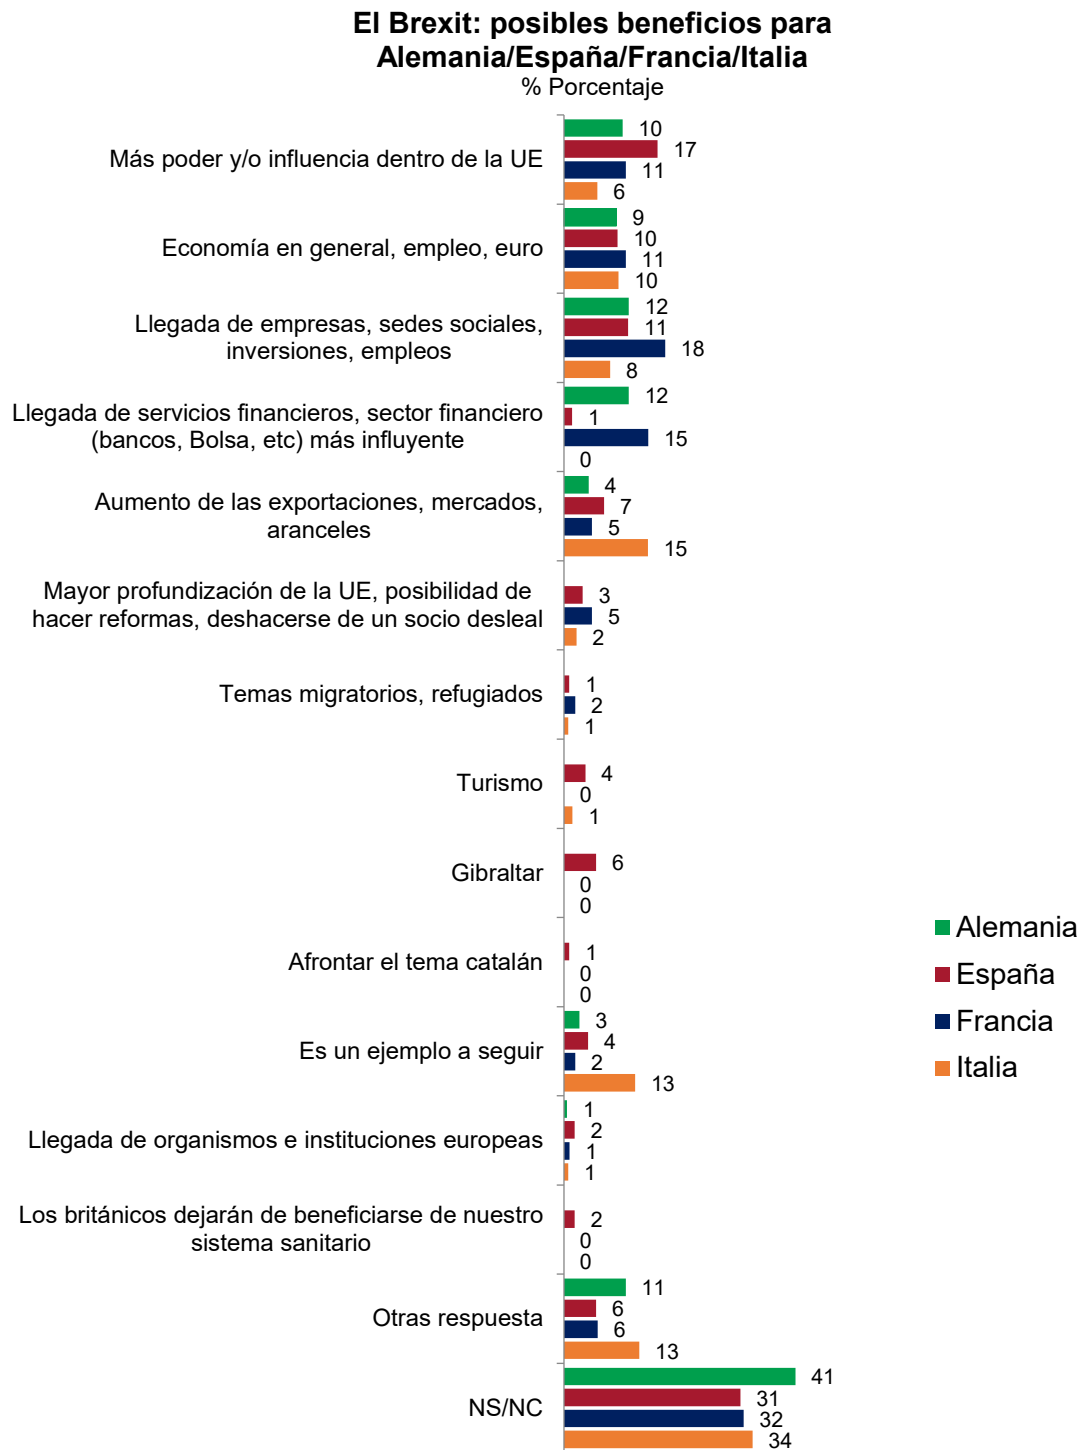 El Brexit: posibles beneficios para
Alemania/España/Francia/Italia
% Porcentaje
Más poder y/o influencia dentro de la UE
10
17
11
6
Economía en general, empleo, euro
9
10
11
10
Llegada de empresas, sedes sociales,
inversiones, empleos
12
11
18
8
Llegada de servicios financieros, sector financiero
(bancos, Bolsa, etc) más influyente
12
1
15
0
Aumento de las exportaciones, mercados,
aranceles
4
7
5
15
Mayor profundización de la UE, posibilidad de
hacer reformas, deshacerse de un socio desleal
3
5
2
Temas migratorios, refugiados
1
2
1
Turismo
4
0
1
Gibraltar
6
0
0
Afrontar el tema catalán
1
0
0
Es un ejemplo a seguir
3
4
2
13
Llegada de organismos e instituciones europeas
1
2
1
1
Los británicos dejarán de beneficiarse de nuestro
sistema sanitario
2
0
0
Otras respuesta
11
6
6
13
NS/NC
41
31
32
34
Alemania
España
Francia
Italia